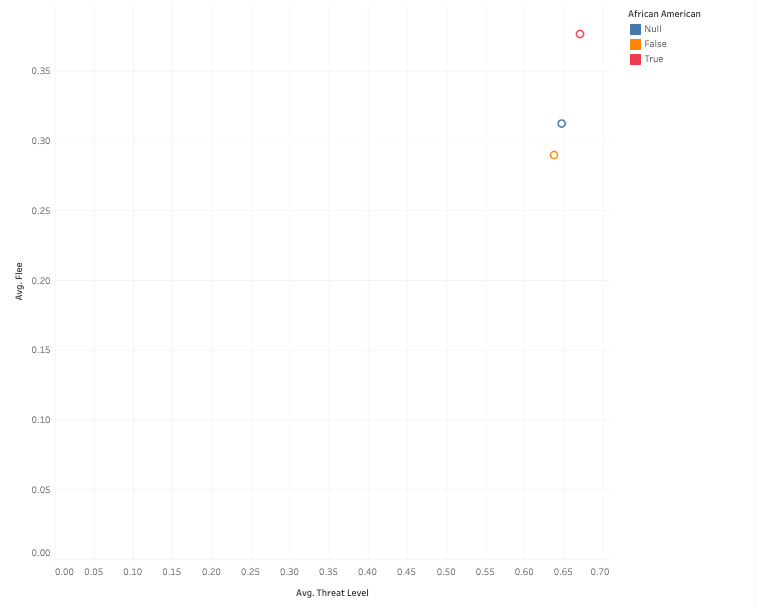 African American
Null
False
True
0.35
0.30
0.25
Avg. Flee
0.20
0.15
0.10
0.05
0.00
0.00 0.05 0.10 0.15 0.20 0.25 0.30 0.35 0.40 0.45 0.50 0.55 0.60 0.65 0.70
Avg. Threat Level